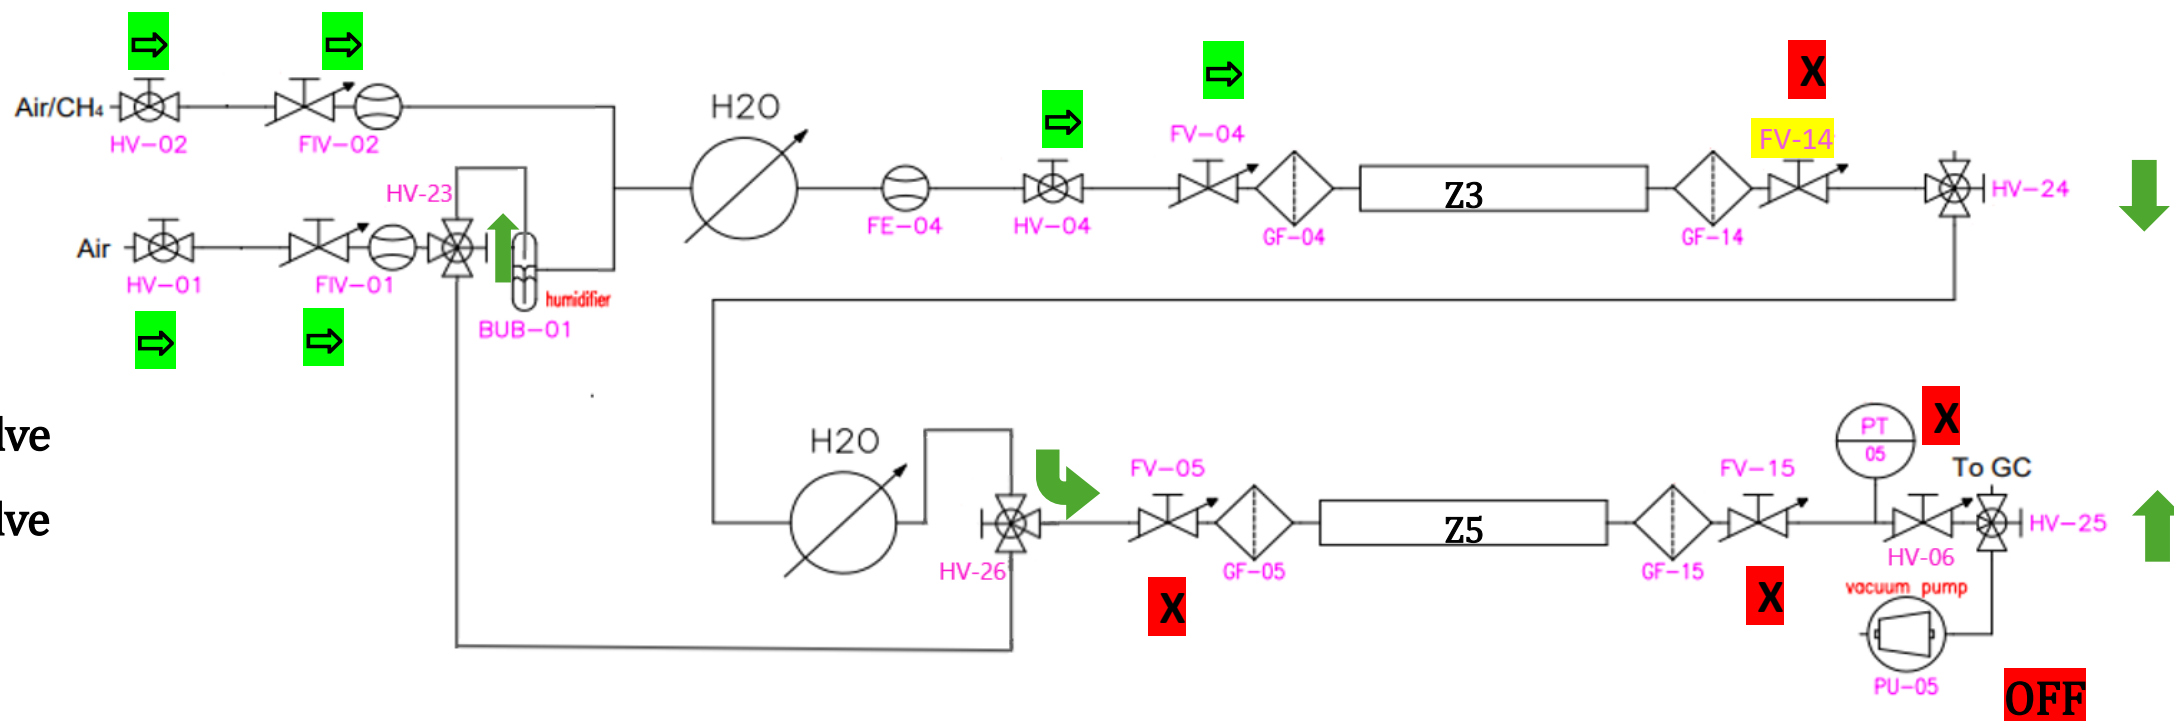 X
H2O
FV-04
FV-14
Air/CH4
HV-02
FIV-02
HV-23
Z3
HV-24
FE-04
HV-04
GF-04
GF-14
Air
HV-01
FIV-01
humidifier
BUB-01
X
lve
H2O
PT
05
To GC
FV-05
FV-15
lve
Z5
HV-25
HV-26
GF-05
GF-15
HV-06
vacuum pump
X
X
PU-05
OFF